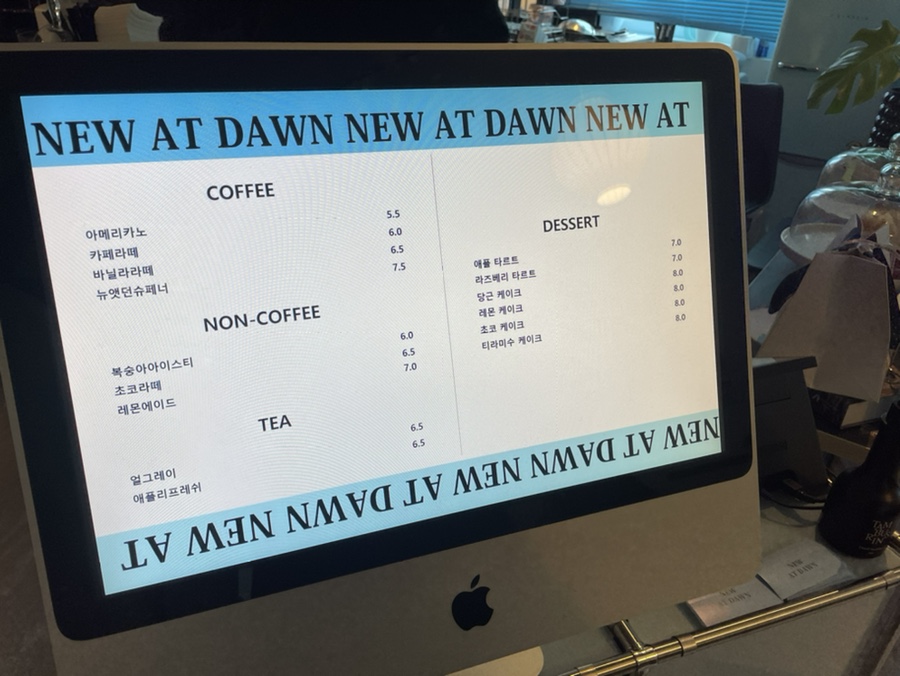 NEW AT DAWN NEW AT DAWN NEW AT
COFFEE
아메리카노 5.5
카페라떼 6.0
바닐라라떼 6.5
뉴앳던슈페너 7.5
NON-COFFEE
복숭아아이스티 6.0
초코라떼 6.5
레몬에이드 7.0
TEA
얼그레이 6.5
애플리프레쉬 6.5
DESSERT
애플 타르트 7.0
라즈베리 타르트 7.0
당근 케이크 8.0
레몬 케이크 8.0
초코 케이크 8.0
티라미수 케이크 8.0
NEW AT DAWN NEW AT DAWN NEW AT